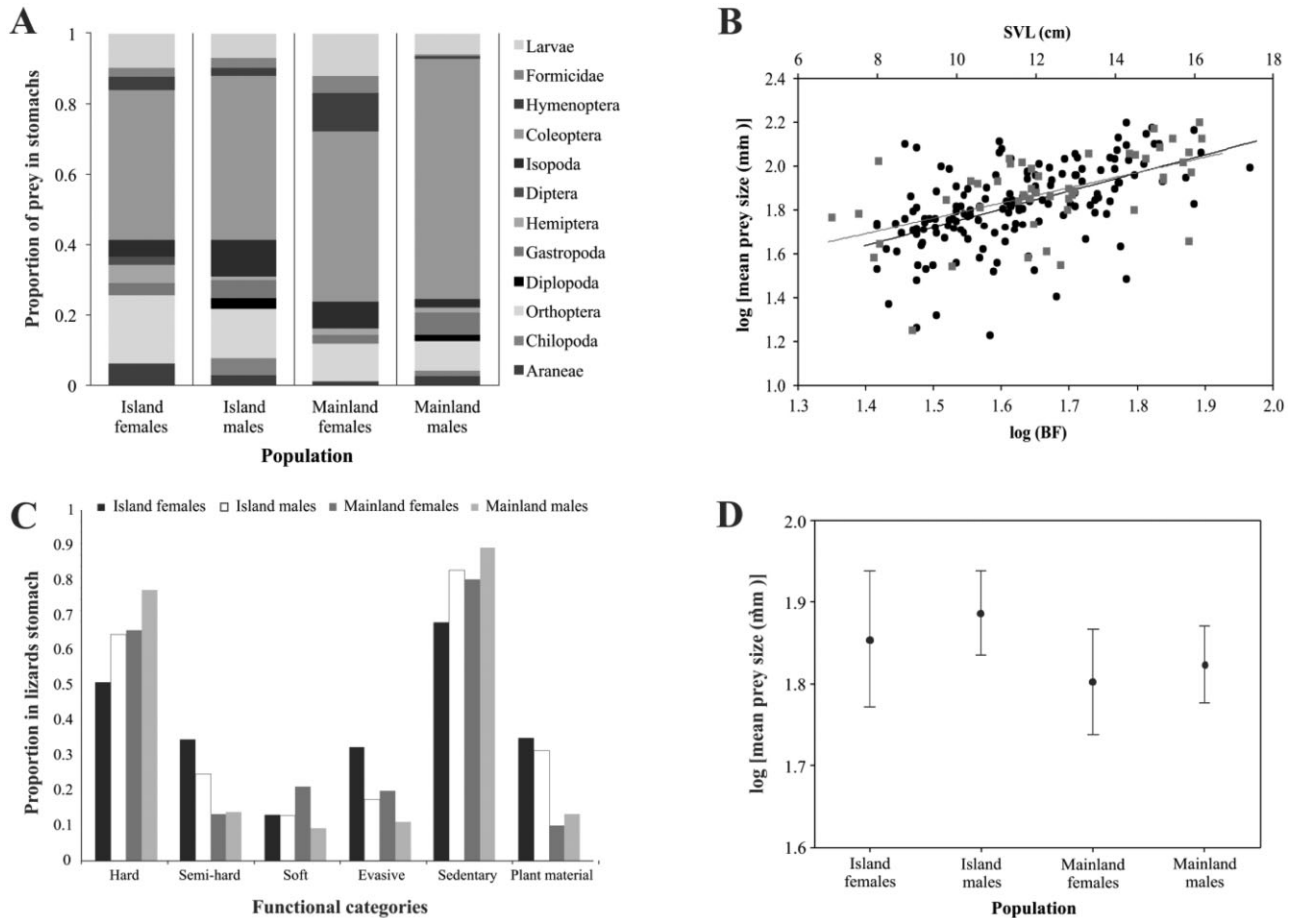 A
Proportion of prey in stomachs
1
0.8
0.6
0.4
0.2
0
Island
females
Island
males
Mainland
females
Mainland
males
Population
Larvae
Formicidae
Hymenoptera
Coleoptera
Isopoda
Diptera
Hemiptera
Gastropoda
Diplopoda
Orthoptera
Chilopoda
Araneae
B
SVL (cm)
6 8 10 12 14 16 18
log [mean prey size (mm )]
2.4
2.2
2.0
1.8
1.6
1.4
1.2
1.0
1.3 1.4 1.5 1.6 1.7 1.8 1.9 2.0
log (BF)
C
Island females Island males Mainland females Mainland males
Proportion in lizards stomach
1
0.9
0.8
0.7
0.6
0.5
0.4
0.3
0.2
0.1
0
Hard Semi-hard Soft Evasive Sedentary Plant material
Functional categories
D
log [mean prey size (mm )]
2.0
1.9
1.8
1.7
1.6
Island
females
Island
males
Mainland
females
Mainland
males
Population